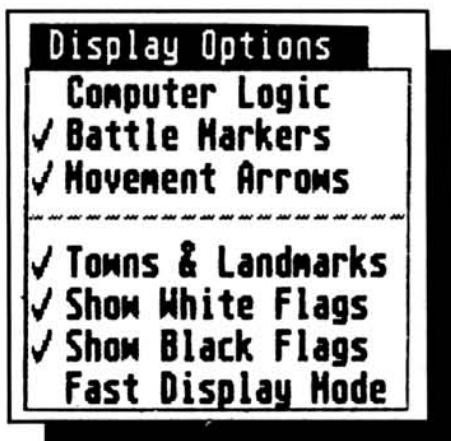 Display Options
Computer Logic
✓ Battle Markers
✓ Movement Arrows
✓ Towns & Landmarks
✓ Show White Flags
✓ Show Black Flags
Fast Display Mode